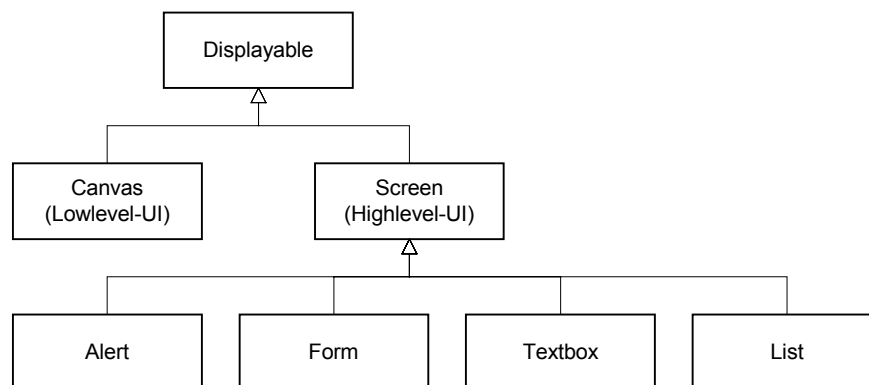 Displayable
Canvas
(Lowlevel-UI)
Screen
(Highlevel-UI)
Alert
Form
Textbox
List